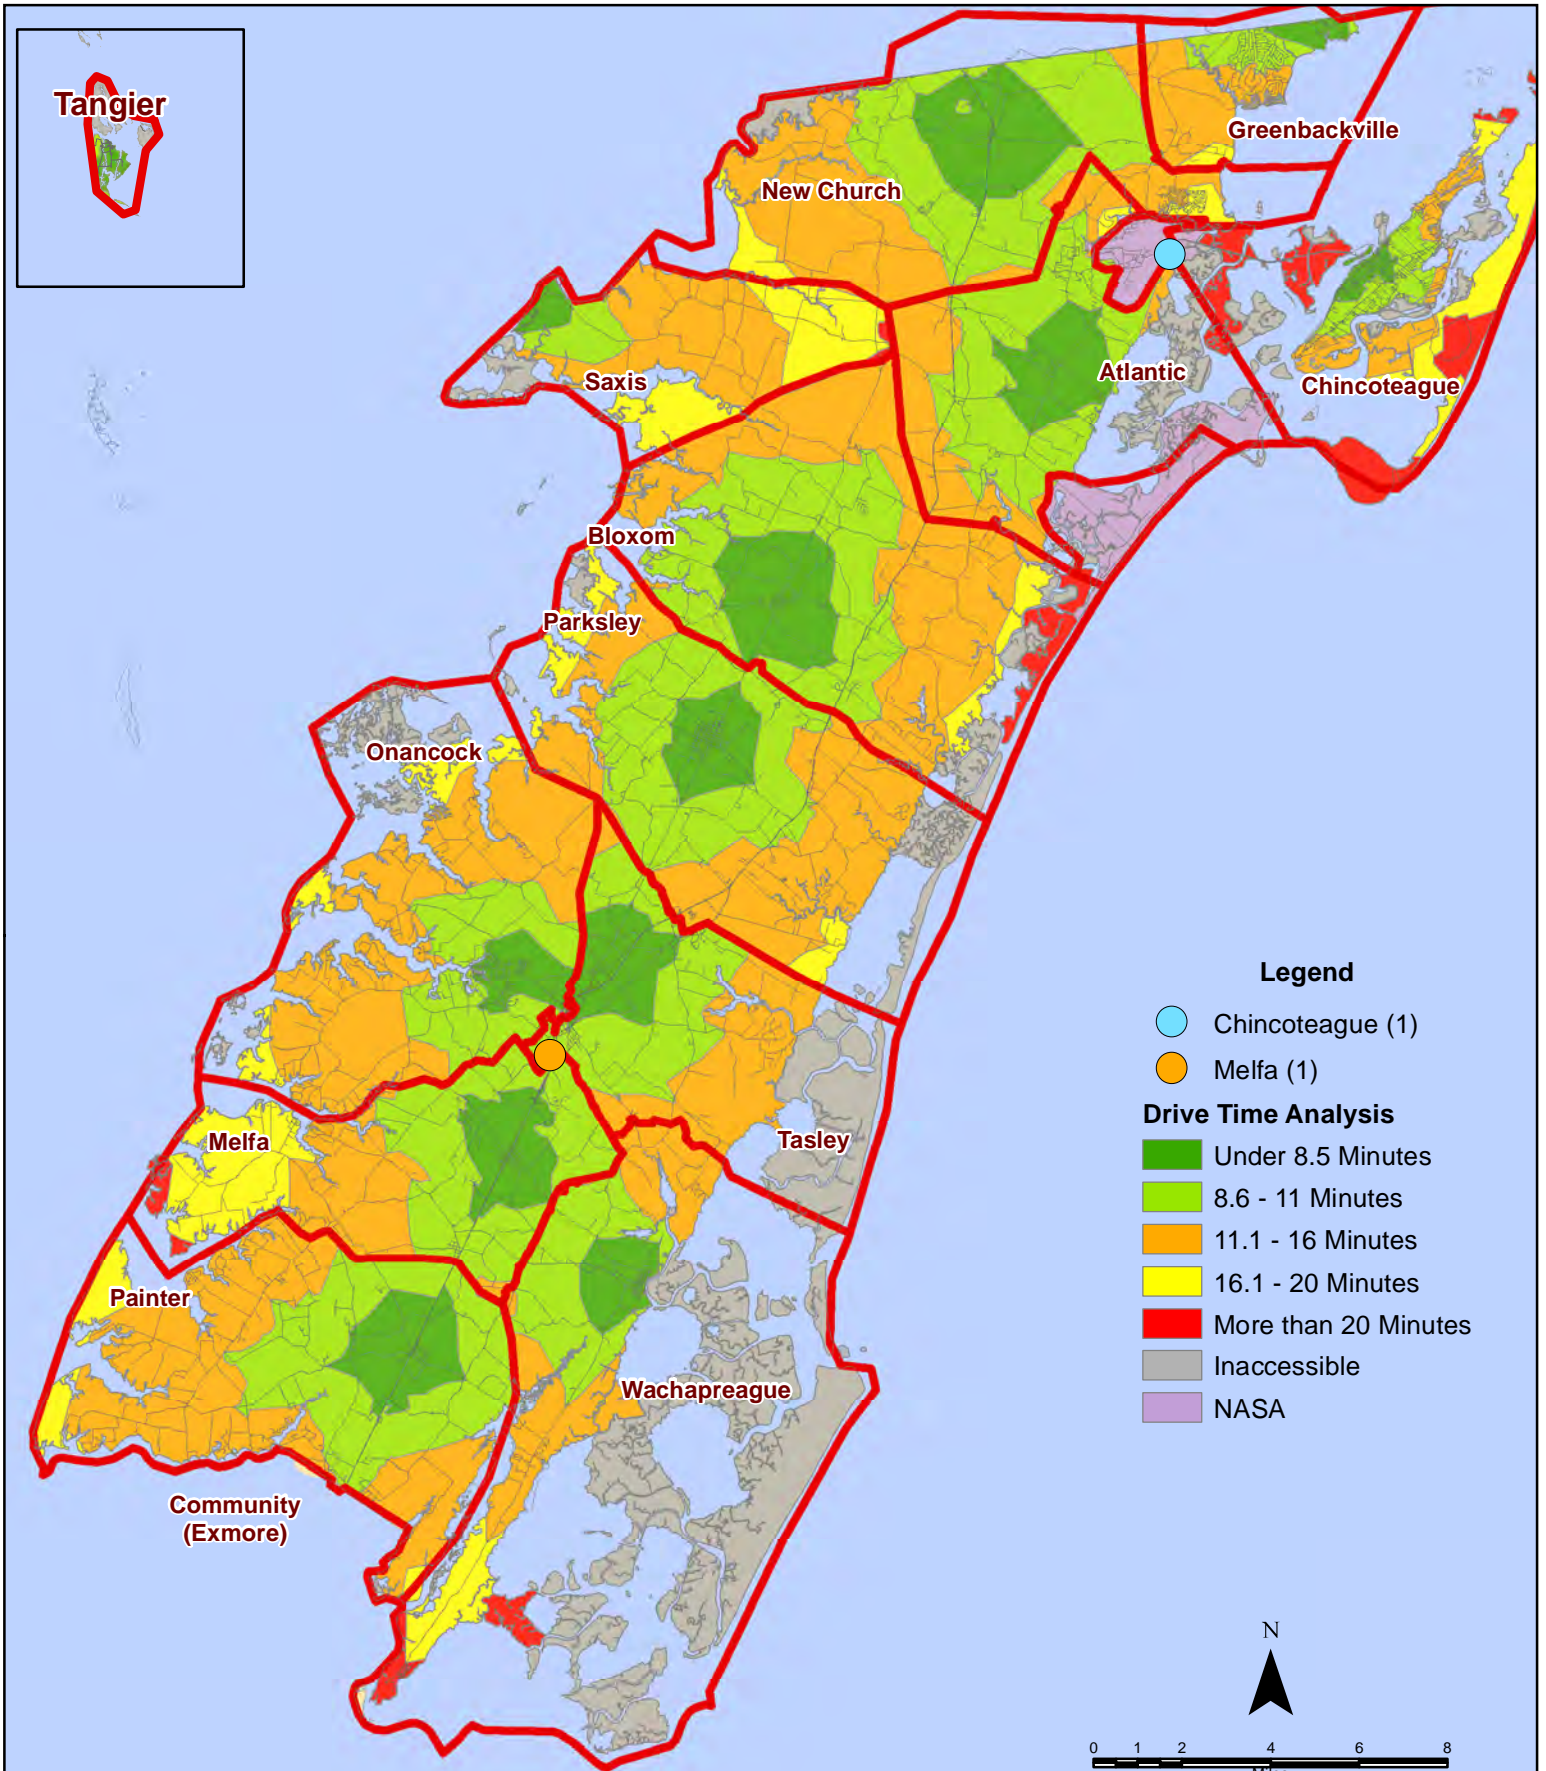 Tangier
Greenbackville
New Church
Saxis
Atlantic
Chincoteague
Bloxom
Parksley
Onancock
Melfa
Tasley
Painter
Wachapreague
Community
(Exmore)
Legend
Chincoteague (1)
Melfa (1)
Drive Time Analysis
Under 8.5 Minutes
8.6 - 11 Minutes
11.1 - 16 Minutes
16.1 - 20 Minutes
More than 20 Minutes
Inaccessible
NASA
N
0 1 2 4 6 8